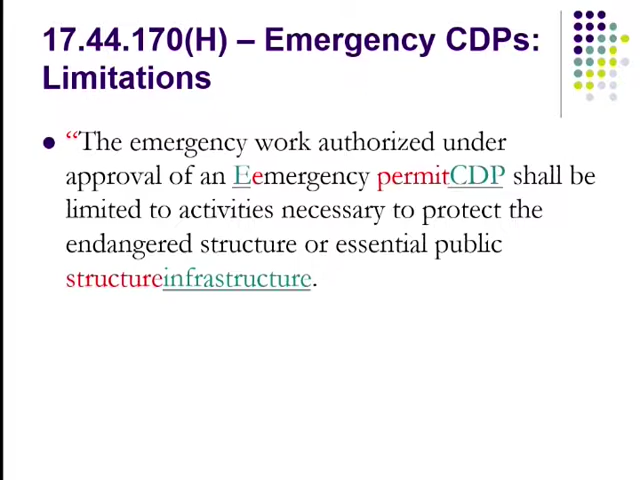 17.44.170(H) – Emergency CDPs:
Limitations
“The emergency work authorized under
approval of an Eemergency permitCDP shall be
limited to activities necessary to protect the
endangered structure or essential public
structureinfrastructure.